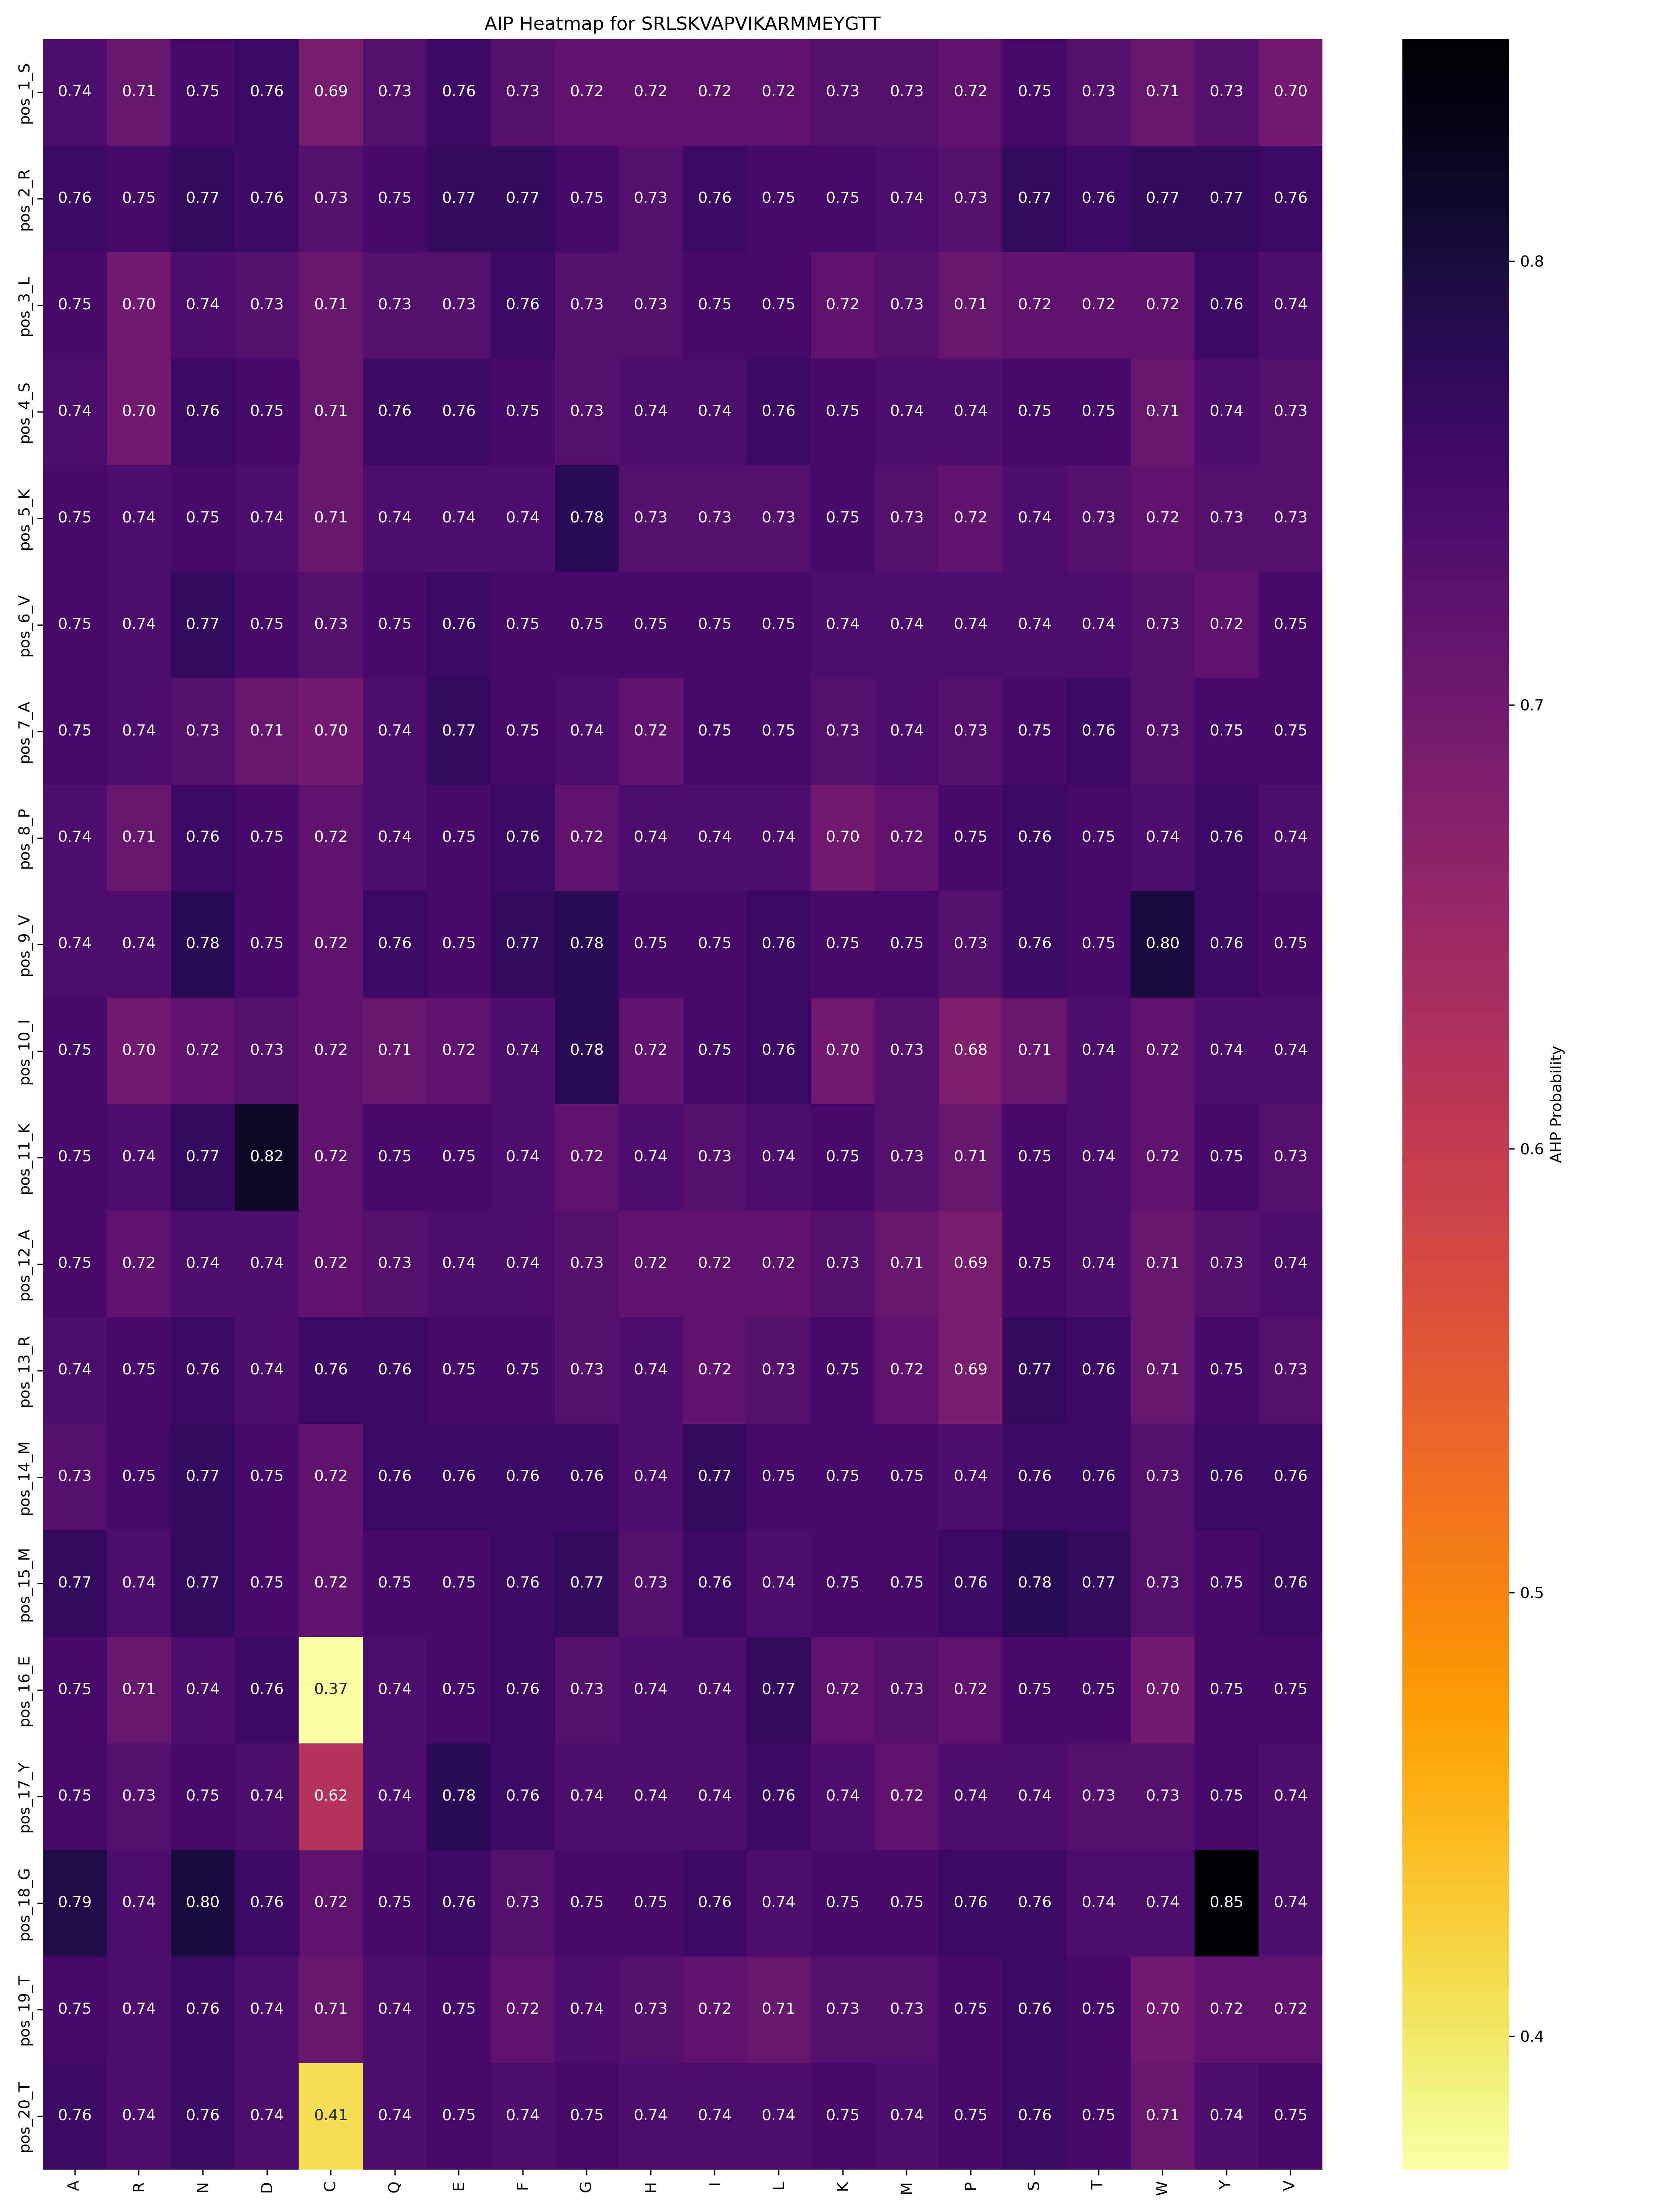 AIP Heatmap for SRLSKVAPVIKARMMEYGTT
pos_1_S 0.74 0.71 0.75 0.76 0.69 0.73 0.76 0.73 0.72 0.72 0.72 0.72 0.73 0.73 0.72 0.75 0.73 0.71 0.73 0.70
pos_2_R 0.76 0.75 0.77 0.76 0.73 0.75 0.77 0.77 0.75 0.73 0.76 0.75 0.75 0.74 0.73 0.77 0.76 0.77 0.77 0.76
pos_3_L 0.75 0.70 0.74 0.73 0.71 0.73 0.73 0.76 0.73 0.73 0.75 0.75 0.72 0.73 0.71 0.72 0.72 0.72 0.76 0.74
pos_4_S 0.74 0.70 0.76 0.75 0.71 0.76 0.76 0.75 0.73 0.74 0.74 0.76 0.75 0.74 0.74 0.75 0.75 0.71 0.74 0.73
pos_5_K 0.75 0.74 0.75 0.74 0.71 0.74 0.74 0.74 0.78 0.73 0.73 0.73 0.75 0.73 0.72 0.74 0.73 0.72 0.73 0.73
pos_6_V 0.75 0.74 0.77 0.75 0.73 0.75 0.76 0.75 0.75 0.75 0.75 0.75 0.74 0.74 0.74 0.74 0.74 0.73 0.72 0.75
pos_7_A 0.75 0.74 0.73 0.71 0.70 0.74 0.77 0.75 0.74 0.72 0.75 0.75 0.73 0.74 0.73 0.75 0.76 0.73 0.75 0.75
pos_8_P 0.74 0.71 0.76 0.75 0.72 0.74 0.75 0.76 0.72 0.74 0.74 0.74 0.70 0.72 0.75 0.76 0.75 0.74 0.76 0.74
pos_9_V 0.74 0.74 0.78 0.75 0.72 0.76 0.75 0.77 0.78 0.75 0.75 0.76 0.75 0.75 0.73 0.76 0.75 0.80 0.76 0.75
pos_10_I 0.75 0.70 0.72 0.73 0.72 0.71 0.72 0.74 0.78 0.72 0.75 0.76 0.70 0.73 0.68 0.71 0.74 0.72 0.74 0.74
pos_11_K 0.75 0.74 0.77 0.82 0.72 0.75 0.75 0.74 0.72 0.74 0.73 0.74 0.75 0.73 0.71 0.75 0.74 0.72 0.75 0.73
pos_12_A 0.75 0.72 0.74 0.74 0.72 0.73 0.74 0.74 0.73 0.72 0.72 0.72 0.73 0.71 0.69 0.75 0.74 0.71 0.73 0.74
pos_13_R 0.74 0.75 0.76 0.74 0.76 0.76 0.75 0.75 0.73 0.74 0.72 0.73 0.75 0.72 0.69 0.77 0.76 0.71 0.75 0.73
pos_14_M 0.73 0.75 0.77 0.75 0.72 0.76 0.76 0.76 0.76 0.74 0.77 0.75 0.75 0.75 0.74 0.76 0.76 0.73 0.76 0.76
pos_15_M 0.77 0.74 0.77 0.75 0.72 0.75 0.75 0.76 0.77 0.73 0.76 0.74 0.75 0.75 0.76 0.78 0.77 0.73 0.75 0.76
pos_16_E 0.75 0.71 0.74 0.76 0.37 0.74 0.75 0.76 0.73 0.74 0.74 0.77 0.72 0.73 0.72 0.75 0.75 0.70 0.75 0.75
pos_17_Y 0.75 0.73 0.75 0.74 0.62 0.74 0.78 0.76 0.74 0.74 0.74 0.76 0.74 0.72 0.74 0.74 0.73 0.73 0.75 0.74
pos_18_G 0.79 0.74 0.80 0.76 0.72 0.75 0.76 0.73 0.75 0.75 0.76 0.74 0.75 0.75 0.76 0.76 0.74 0.74 0.85 0.74
pos_19_T 0.75 0.74 0.76 0.74 0.71 0.74 0.75 0.72 0.74 0.73 0.72 0.71 0.73 0.73 0.75 0.76 0.75 0.70 0.72 0.72
pos_20_T 0.76 0.74 0.76 0.74 0.41 0.74 0.75 0.74 0.75 0.74 0.74 0.74 0.75 0.74 0.75 0.76 0.75 0.71 0.74 0.75
A R N D C Q E F G H I L K M P S T W Y V
0.8
0.7
0.6
0.5
0.4
AHP Probability